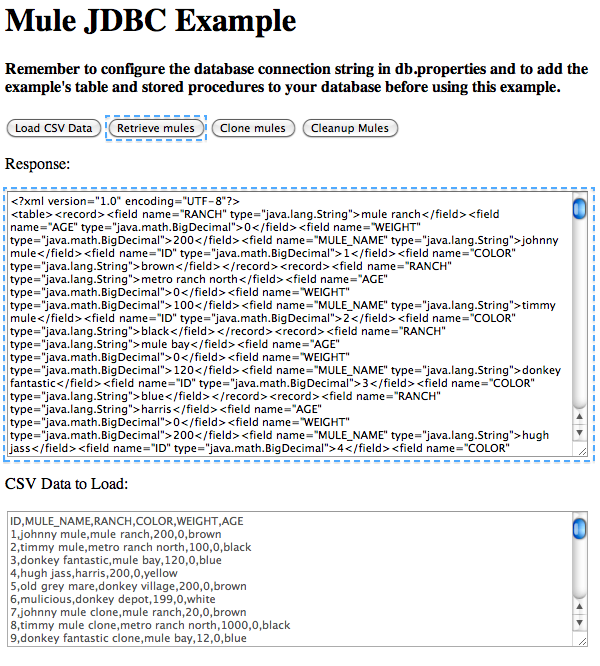 Mule JDBC Example
Remember to configure the database connection string in db.properties and to add the
example's table and stored procedures to your database before using this example.
Load CSV Data Retrieve mules Clone mules Cleanup Mules
Response:
<?xml version="1.0" encoding="UTF-8"?>
<table><record><field name="RANCH" type="java.lang.String">mule ranch</field><field
name="AGE" type="java.math.BigDecimal">0</field><field name="WEIGHT"
type="java.math.BigDecimal">200</field><field name="MULE_NAME" type="java.lang.String">johnny
mule</field><field name="ID" type="java.math.BigDecimal">1</field><field name="COLOR"
type="java.lang.String">brown</field></record><record><field name="RANCH"
type="java.lang.String">metro ranch north</field><field name="AGE"
type="java.math.BigDecimal">0</field><field name="WEIGHT"
type="java.math.BigDecimal">100</field><field name="MULE_NAME" type="java.lang.String">timmy
mule</field><field name="ID" type="java.math.BigDecimal">2</field><field name="COLOR"
type="java.lang.String">black</field></record><record><field name="RANCH"
type="java.lang.String">mule bay</field><field name="AGE"
type="java.math.BigDecimal">0</field><field name="WEIGHT"
type="java.math.BigDecimal">120</field><field name="MULE_NAME" type="java.lang.String">donkey
fantastic</field><field name="ID" type="java.math.BigDecimal">3</field><field name="COLOR"
type="java.lang.String">blue</field></record><record><field name="RANCH"
type="java.lang.String">harris</field><field name="AGE"
type="java.math.BigDecimal">0</field><field name="WEIGHT"
type="java.math.BigDecimal">200</field><field name="MULE_NAME" type="java.lang.String">hugh
jass</field><field name="ID" type="java.math.BigDecimal">4</field><field name="COLOR"
CSV Data to Load:
ID,MULE_NAME,RANCH,COLOR,WEIGHT,AGE
1,johnny mule,mule ranch,200,0,brown
2,timmy mule,metro ranch north,100,0,black
3,donkey fantastic,mule bay,120,0,blue
4,hugh jass,harris,200,0,yellow
5,old grey mare,donkey village,200,0,brown
6,mulicious,donkey depot,199,0,white
7,johnny mule clone,mule ranch,20,0,brown
8,timmy mule clone,metro ranch north,1000,0,black
9,donkey fantastic clone,mule bay,12,0,blue